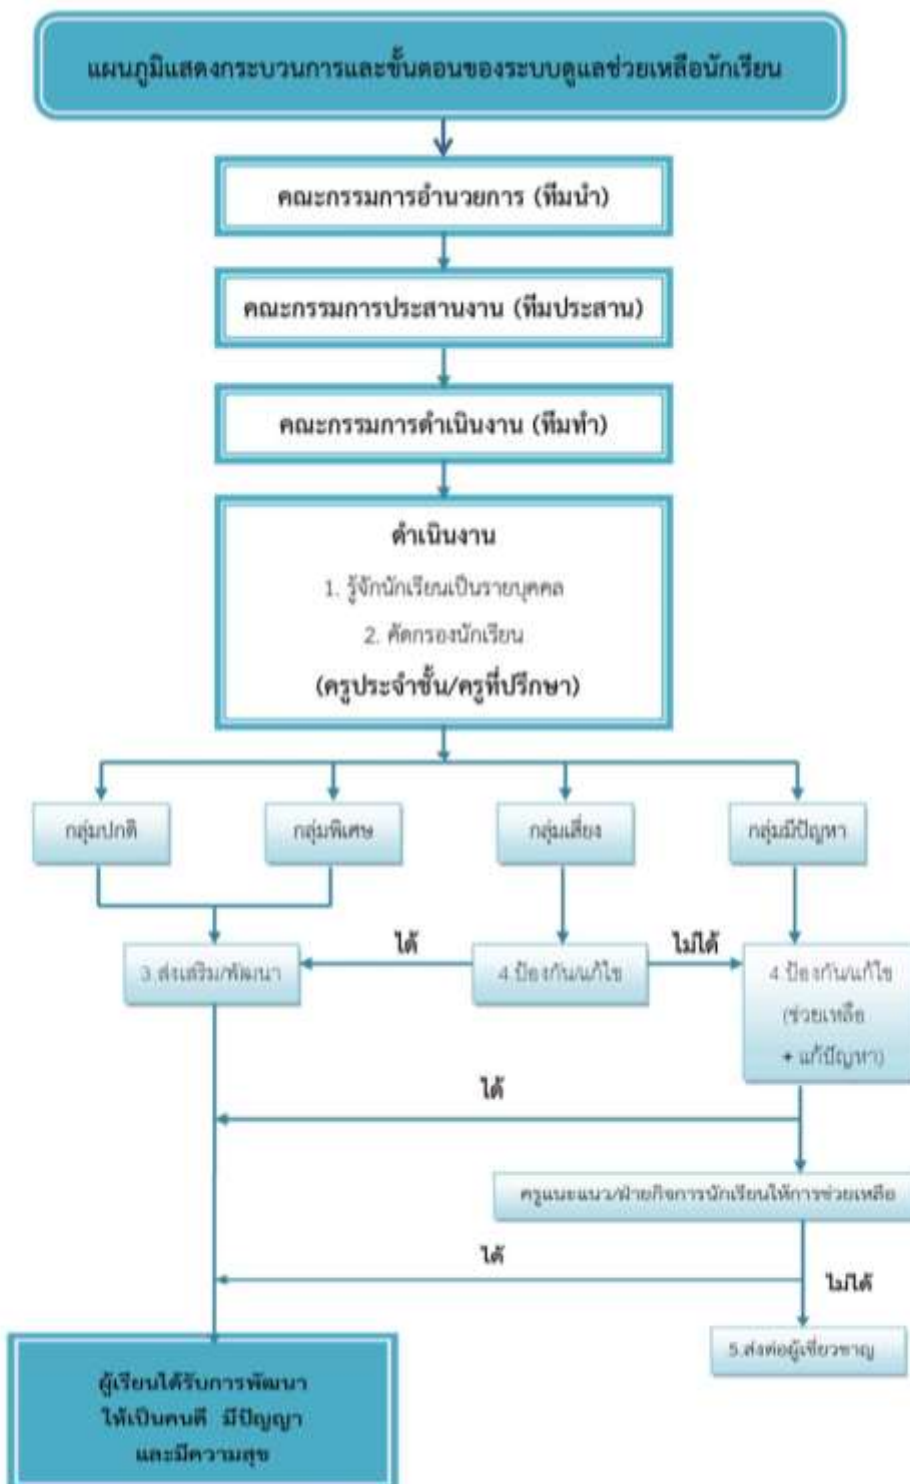 แผนภูมิแสดงกระบวนการและขั้นตอนของระบบดูแลช่วยเหลือนักเรียน
คณะกรรมการอำนวยการ (ทีมนำ)
คณะกรรมการประสานงาน (ทีมประสาน)
คณะกรรมการดำเนินงาน (ทีมทำ)
ดำเนินงาน
1. รู้จักนักเรียนเป็นรายบุคคล
2. คัดกรองนักเรียน
(ครูประจำชั้น/ครูที่ปรึกษา)
กลุ่มปกติ
กลุ่มพิเศษ
กลุ่มเสี่ยง
กลุ่มมีปัญหา
3.ส่งเสริม/พัฒนา
ได้
4.ป้องกัน/แก้ไข
ไม่ได้
4.ป้องกัน/แก้ไข
(ช่วยเหลือ
+ แก้ปัญหา)
ได้
ครูแนะแนว/ฝ่ายกิจการนักเรียนให้การช่วยเหลือ
ได้
ไม่ได้
5.ส่งต่อผู้เชี่ยวชาญ
ผู้เรียนได้รับการพัฒนา
ให้เป็นคนดี มีปัญญา
และมีความสุข